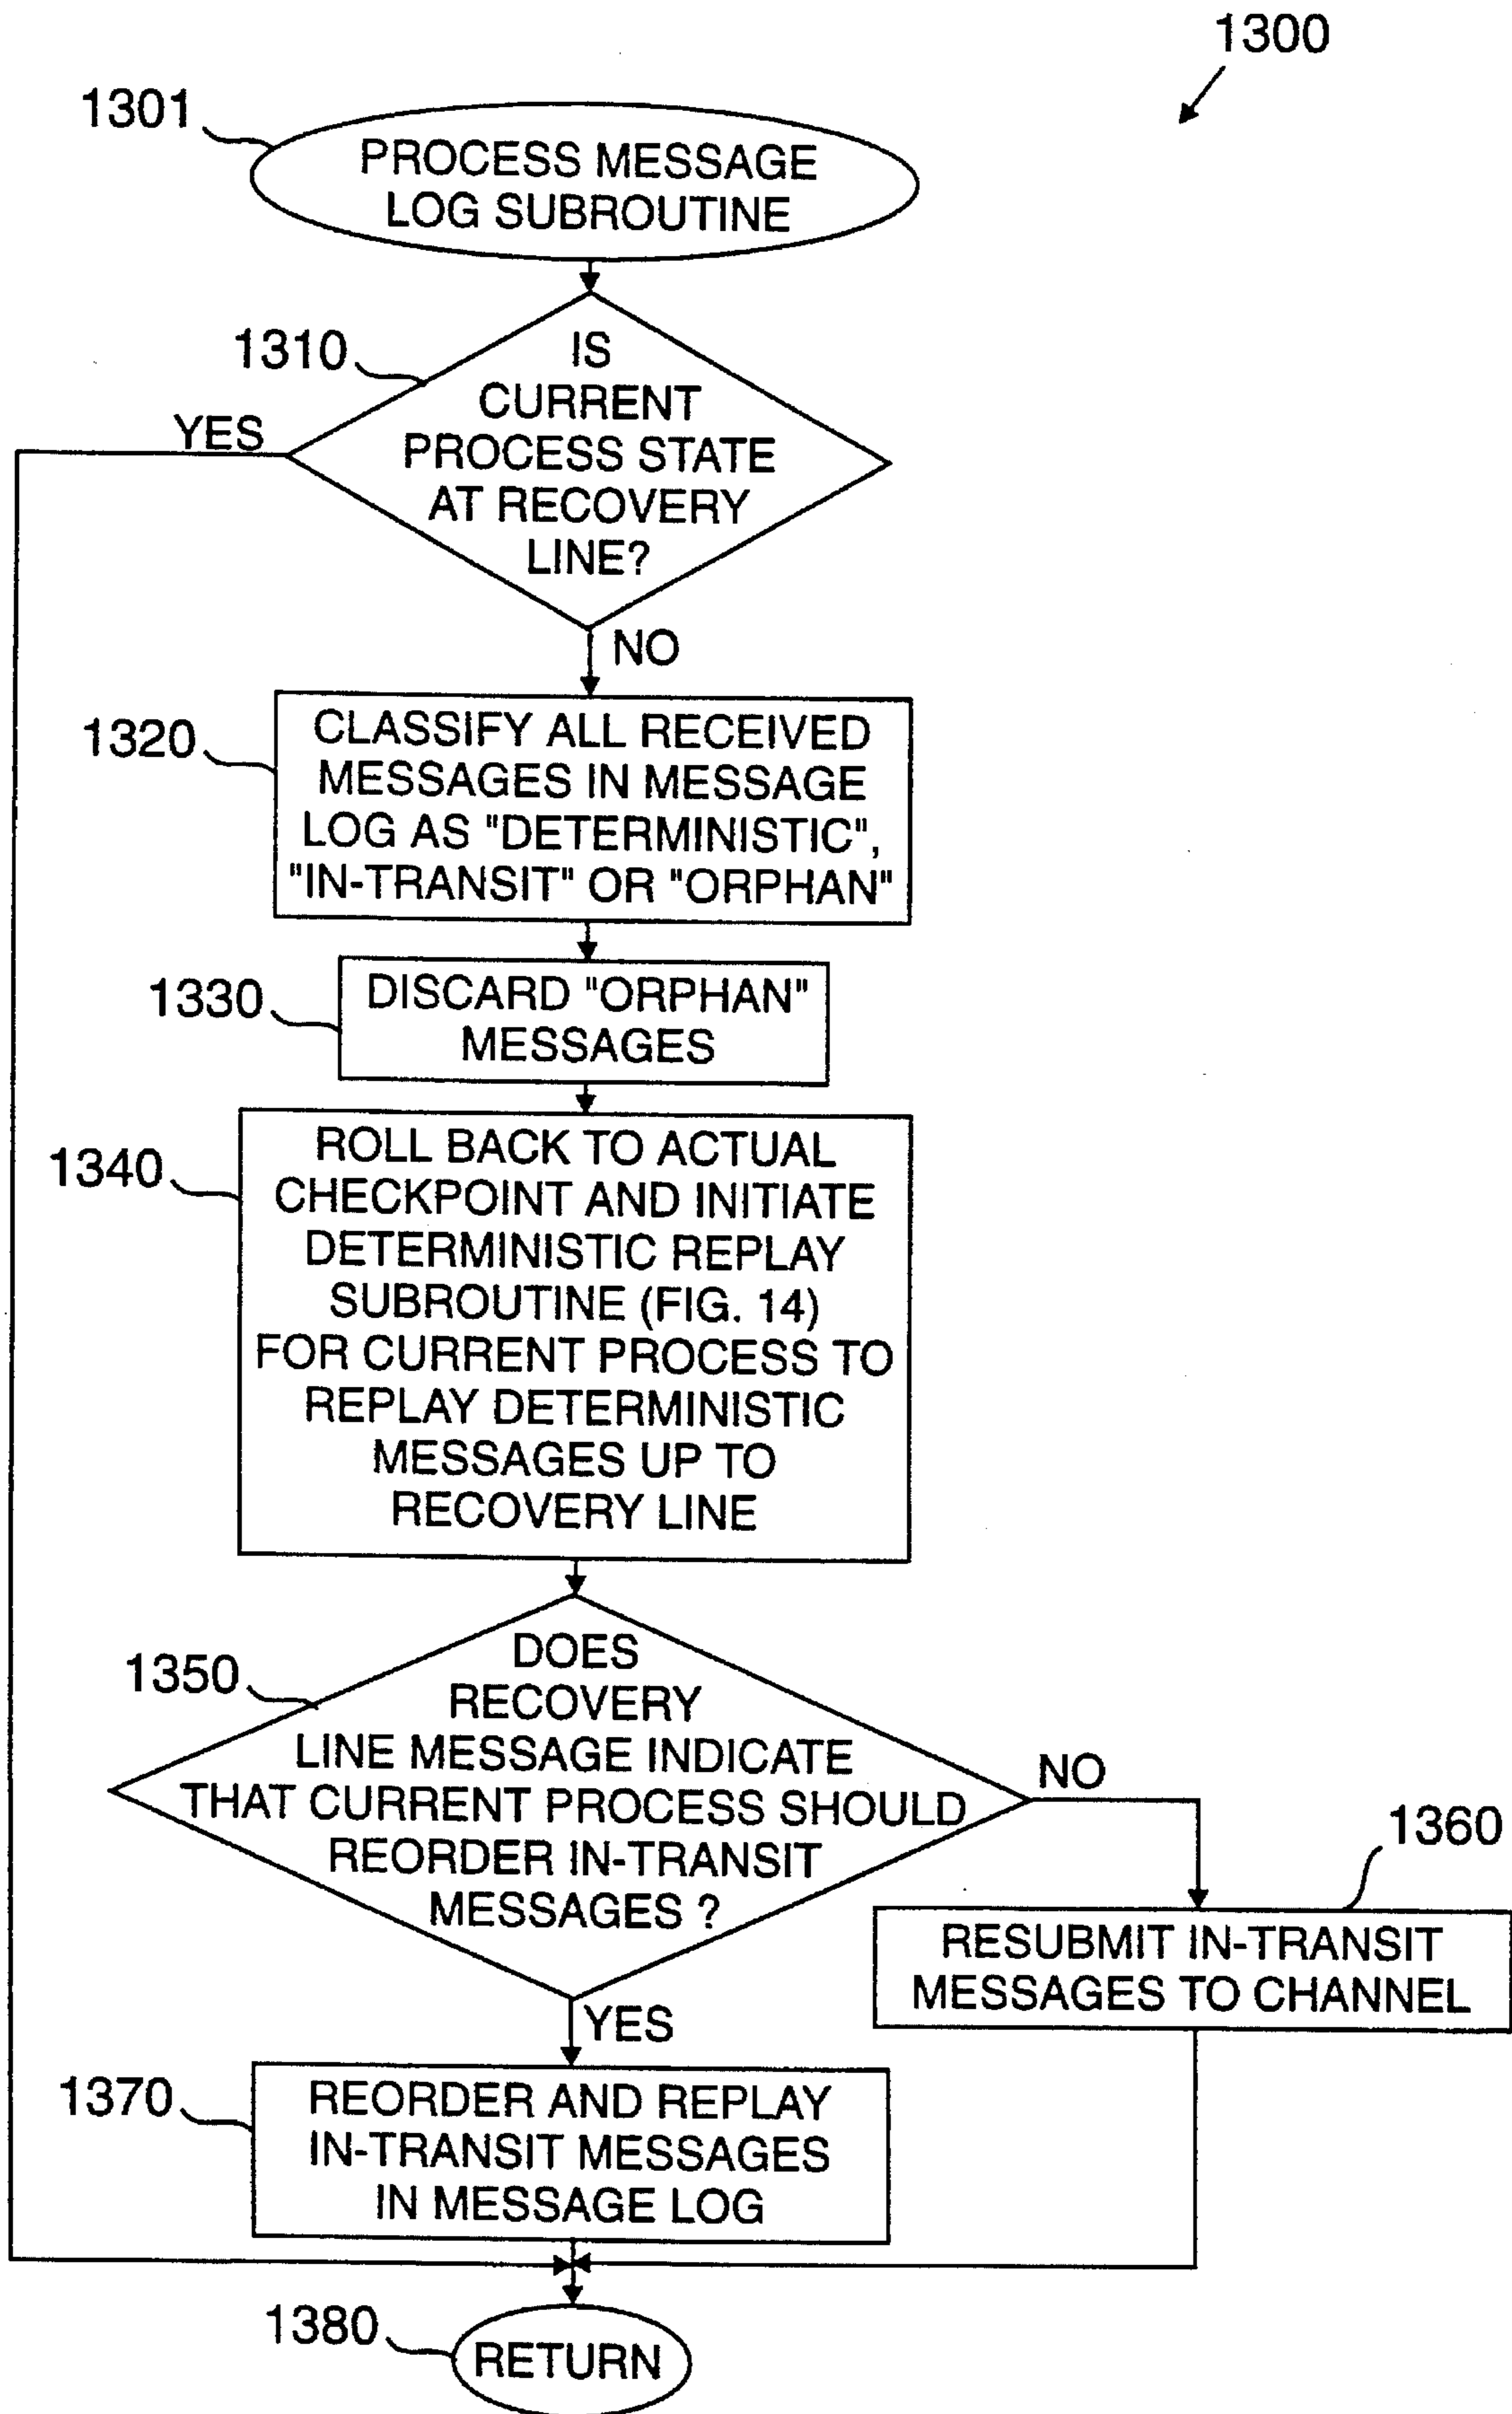 1300
1301
PROCESS MESSAGE
LOG SUBROUTINE
1310
IS
CURRENT
PROCESS STATE
AT RECOVERY
LINE?
YES
NO
1320
CLASSIFY ALL RECEIVED
MESSAGES IN MESSAGE
LOG AS "DETERMINISTIC",
"IN-TRANSIT" OR "ORPHAN"
1330
DISCARD "ORPHAN"
MESSAGES
1340
ROLL BACK TO ACTUAL
CHECKPOINT AND INITIATE
DETERMINISTIC REPLAY
SUBROUTINE (FIG. 14)
FOR CURRENT PROCESS TO
REPLAY DETERMINISTIC
MESSAGES UP TO
RECOVERY LINE
1350
DOES
RECOVERY
LINE MESSAGE INDICATE
THAT CURRENT PROCESS SHOULD
REORDER IN-TRANSIT
MESSAGES ?
NO
1360
RESUBMIT IN-TRANSIT
MESSAGES TO CHANNEL
YES
1370
REORDER AND REPLAY
IN-TRANSIT MESSAGES
IN MESSAGE LOG
1380
RETURN